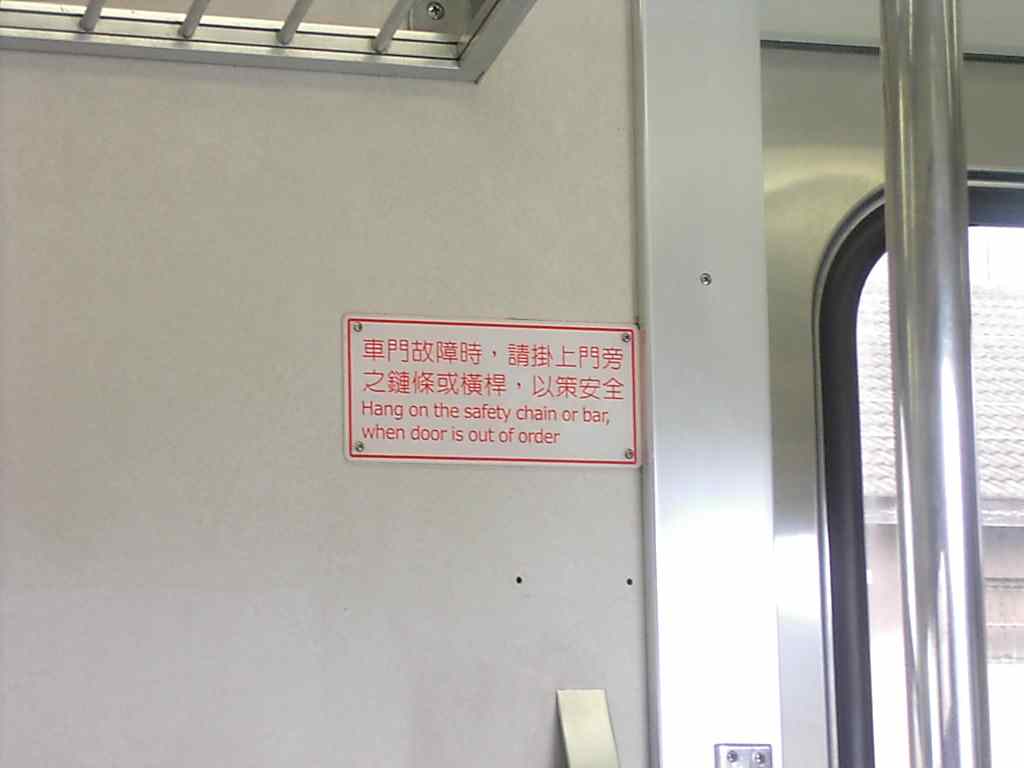 車門故障時，請掛上門旁
之鏈條或橫桿，以策安全
Hang on the safety chain or bar,
when door is out of order